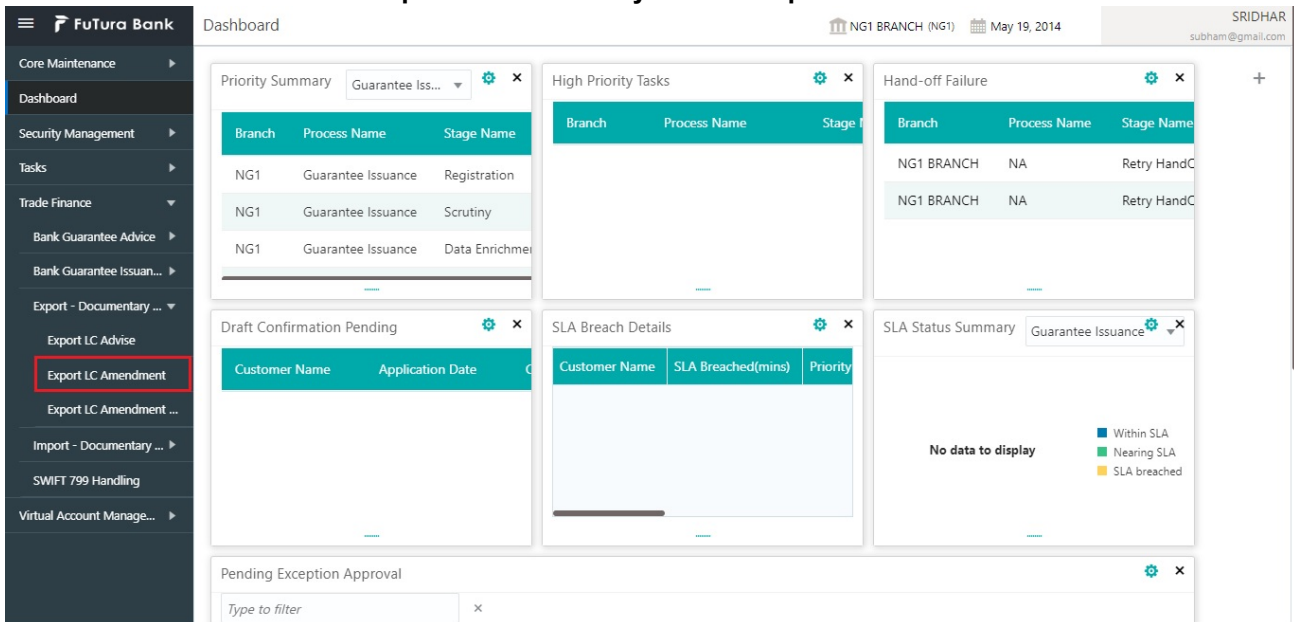 FuTura Bank
Dashboard
NG1 BRANCH (NG1)
May 19, 2014
SRIDHAR
subham@gmail.com
Core Maintenance
Dashboard
Security Management
Tasks
Trade Finance
Bank Guarantee Advice
Bank Guarantee Issuan...
Export - Documentary ...
Export LC Advise
Export LC Amendment
Export LC Amendment ...
Import - Documentary ...
SWIFT 799 Handling
Virtual Account Manage...
Priority Summary Guarantee Iss...
Branch Process Name Stage Name
NG1 Guarantee Issuance Registration
NG1 Guarantee Issuance Scrutiny
NG1 Guarantee Issuance Data Enrichme
High Priority Tasks
Branch Process Name Stage
Hand-off Failure
Branch Process Name Stage Name
NG1 BRANCH NA Retry Hand
NG1 BRANCH NA Retry Hand
Draft Confirmation Pending
Customer Name Application Date
SLA Breach Details
Customer Name SLA Breached(mins) Priority
SLA Status Summary Guarantee Issuance
No data to display
Within SLA
Nearing SLA
SLA breached
Pending Exception Approval
Type to filter